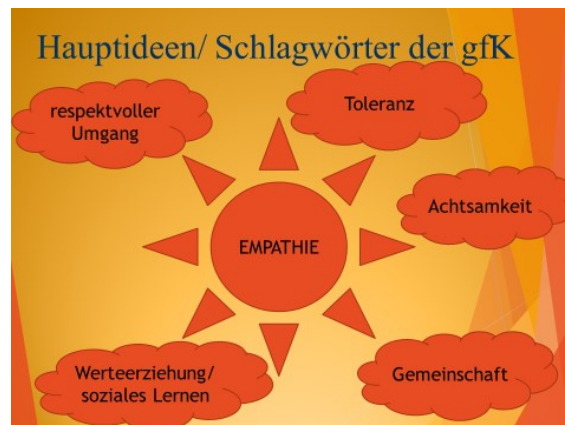 Hauptideen/ Schlagwörter der gfK
respektvoller
Umgang
Toleranz
Achtsamkeit
EMPATHIE
Werteerziehung/
soziales Lernen
Gemeinschaft